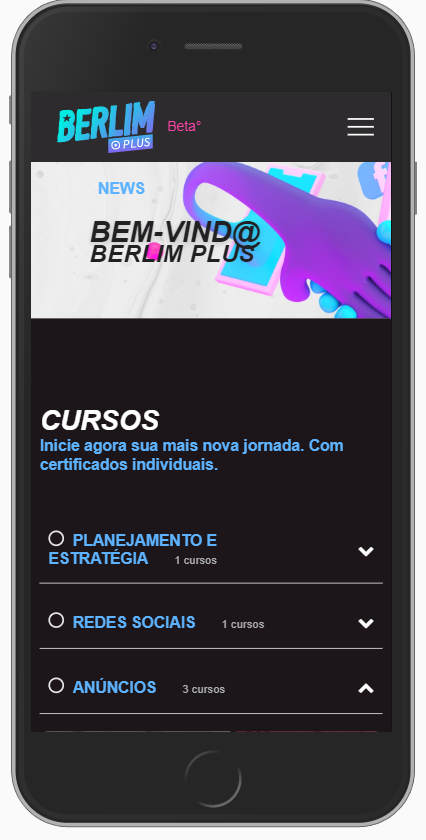 BERLIM
PLUS
Beta°
NEWS
BEM-VIND@
BERLIM PLUS
CURSOS
Inicie agora sua mais nova jornada. Com
certificados individuais.
PLANEJAMENTO E
ESTRATÉGIA 1 cursos
REDES SOCIAIS 1 cursos
ANÚNCIOS 3 cursos